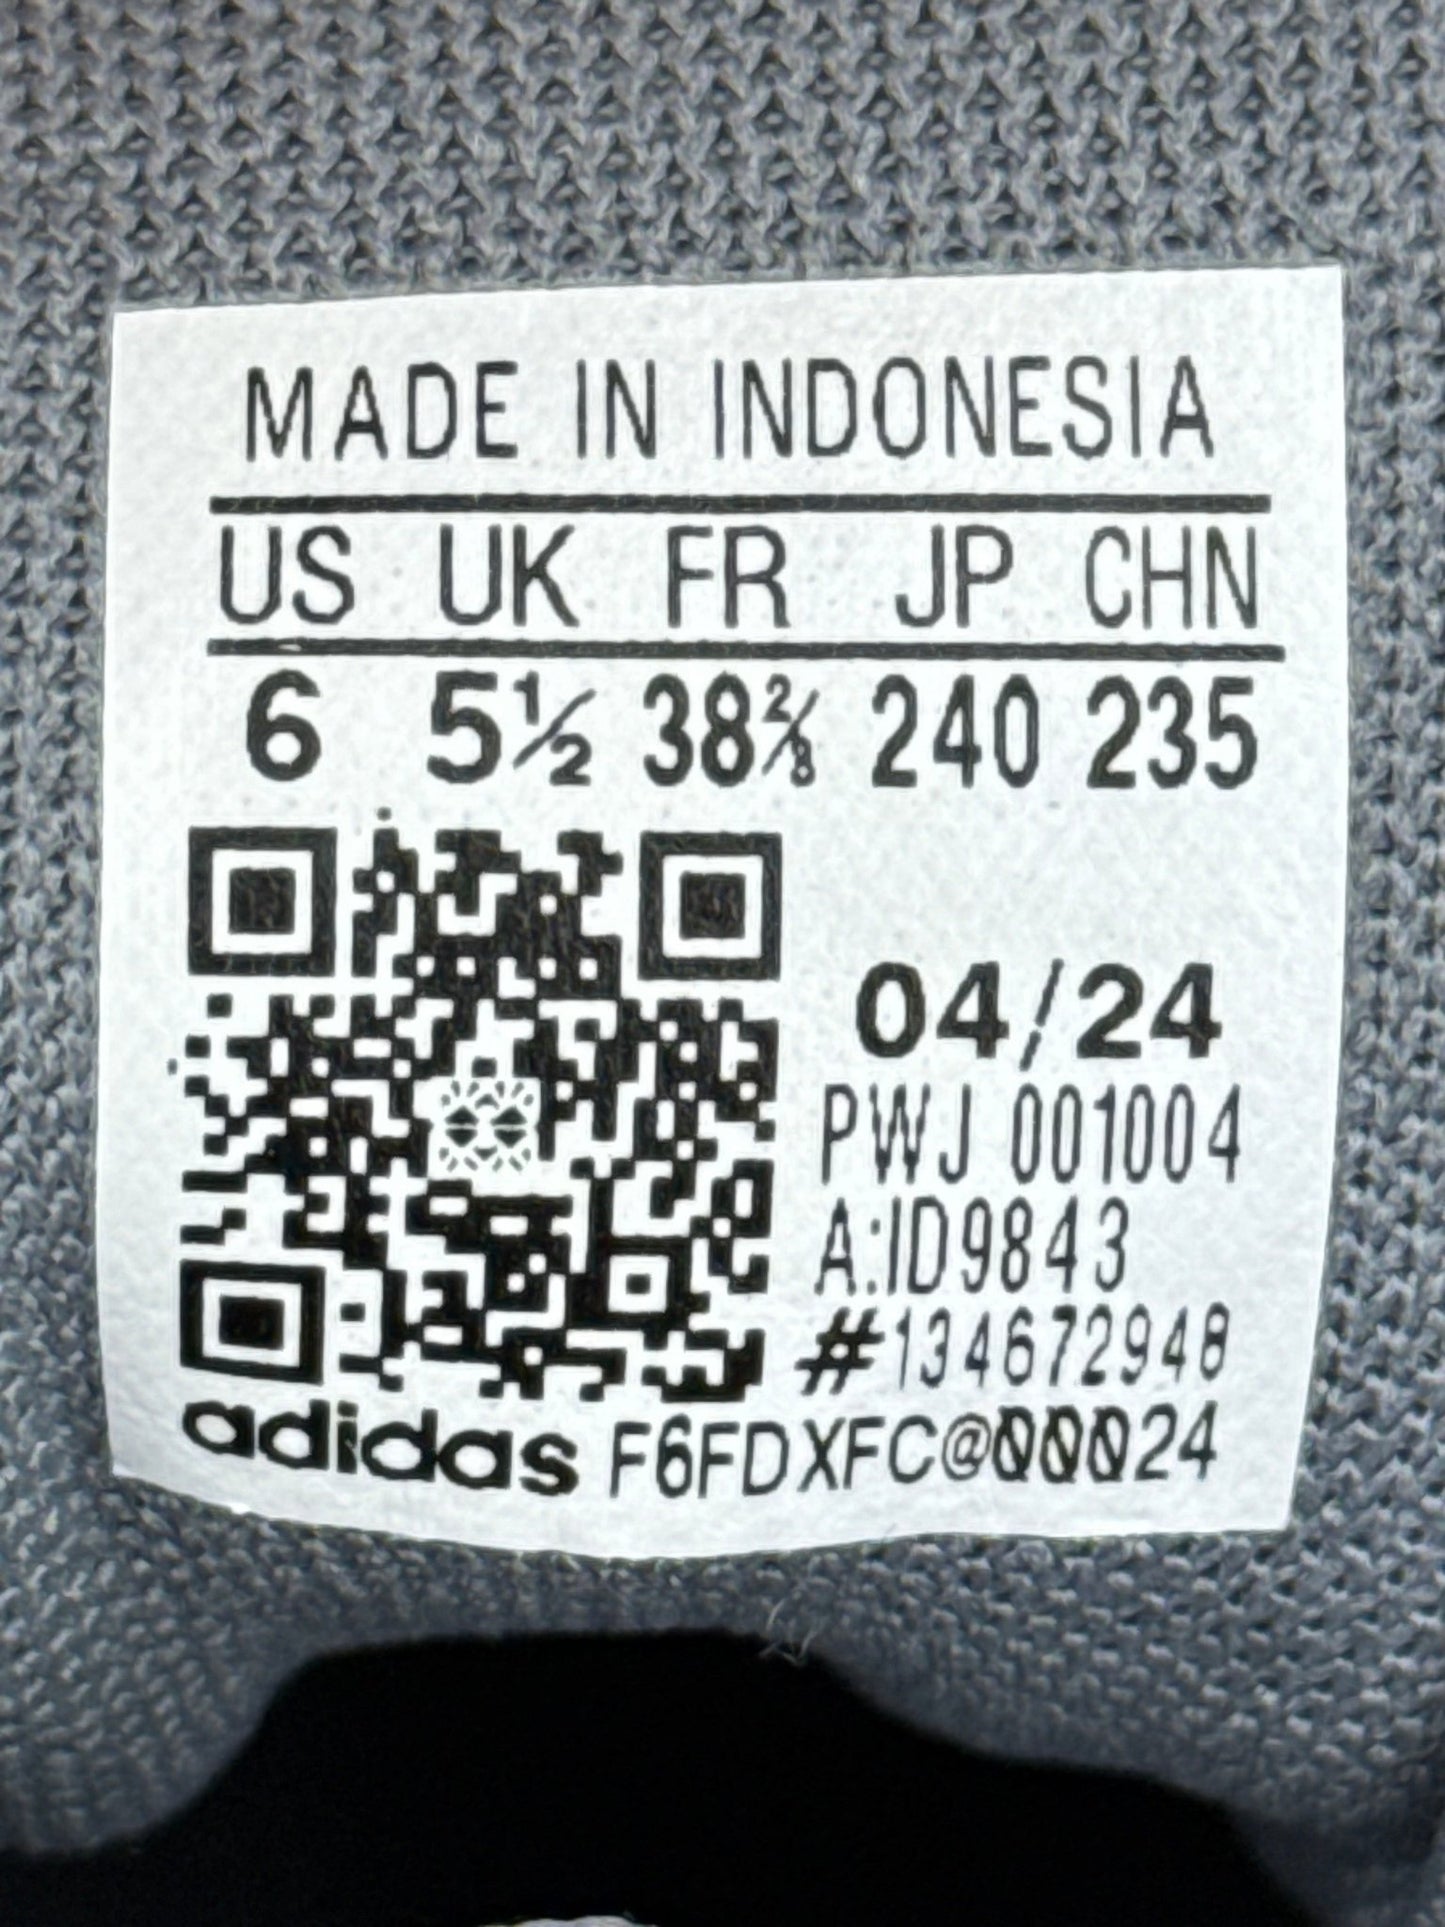 MADE IN INDONESIA
US UK FR JP CHN
6 5½ 38⅔ 240 235
04/24
PWJ 001004
A:ID9843
#134672948
adidas F6FDXFC@00024